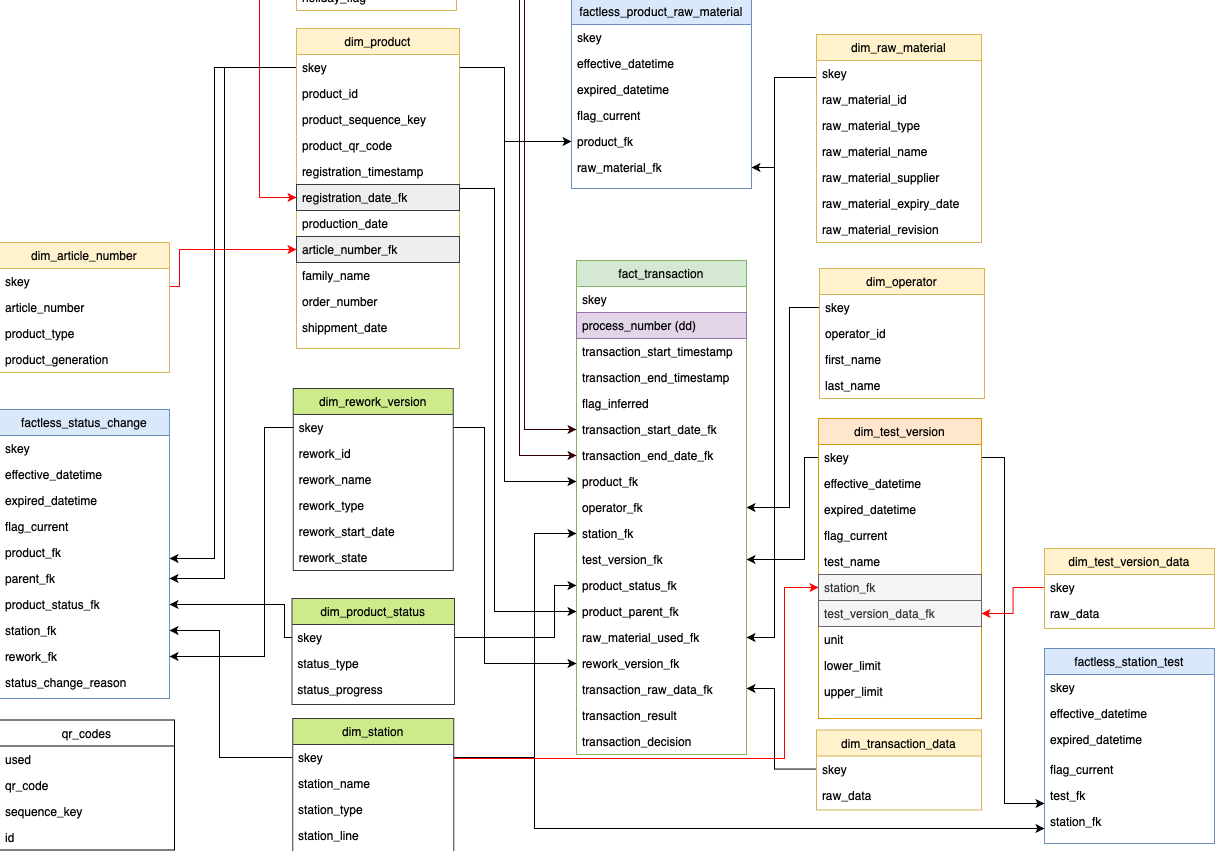 holiday_flag
dim_product
skey
product_id
product_sequence_key
product_qr_code
registration_timestamp
registration_date_fk
production_date
article_number_fk
family_name
order_number
shippment_date
factless_product_raw_material
skey
effective_datetime
expired_datetime
flag_current
product_fk
raw_material_fk
dim_raw_material
skey
raw_material_id
raw_material_type
raw_material_name
raw_material_supplier
raw_material_expiry_date
raw_material_revision
dim_article_number
skey
article_number
product_type
product_generation
fact_transaction
skey
process_number (dd)
transaction_start_timestamp
transaction_end_timestamp
flag_inferred
transaction_start_date_fk
transaction_end_date_fk
product_fk
operator_fk
station_fk
test_version_fk
product_status_fk
product_parent_fk
raw_material_used_fk
rework_version_fk
transaction_raw_data_fk
transaction_result
transaction_decision
dim_operator
skey
operator_id
first_name
last_name
factless_status_change
skey
effective_datetime
expired_datetime
flag_current
product_fk
parent_fk
product_status_fk
station_fk
rework_fk
status_change_reason
dim_rework_version
skey
rework_id
rework_name
rework_type
rework_start_date
rework_state
dim_test_version
skey
effective_datetime
expired_datetime
flag_current
test_name
station_fk
test_version_data_fk
unit
lower_limit
upper_limit
dim_test_version_data
skey
raw_data
dim_product_status
skey
status_type
status_progress
factless_station_test
skey
effective_datetime
expired_datetime
flag_current
test_fk
station_fk
qr_codes
used
qr_code
sequence_key
id
dim_station
skey
station_name
station_type
station_line
dim_transaction_data
skey
raw_data